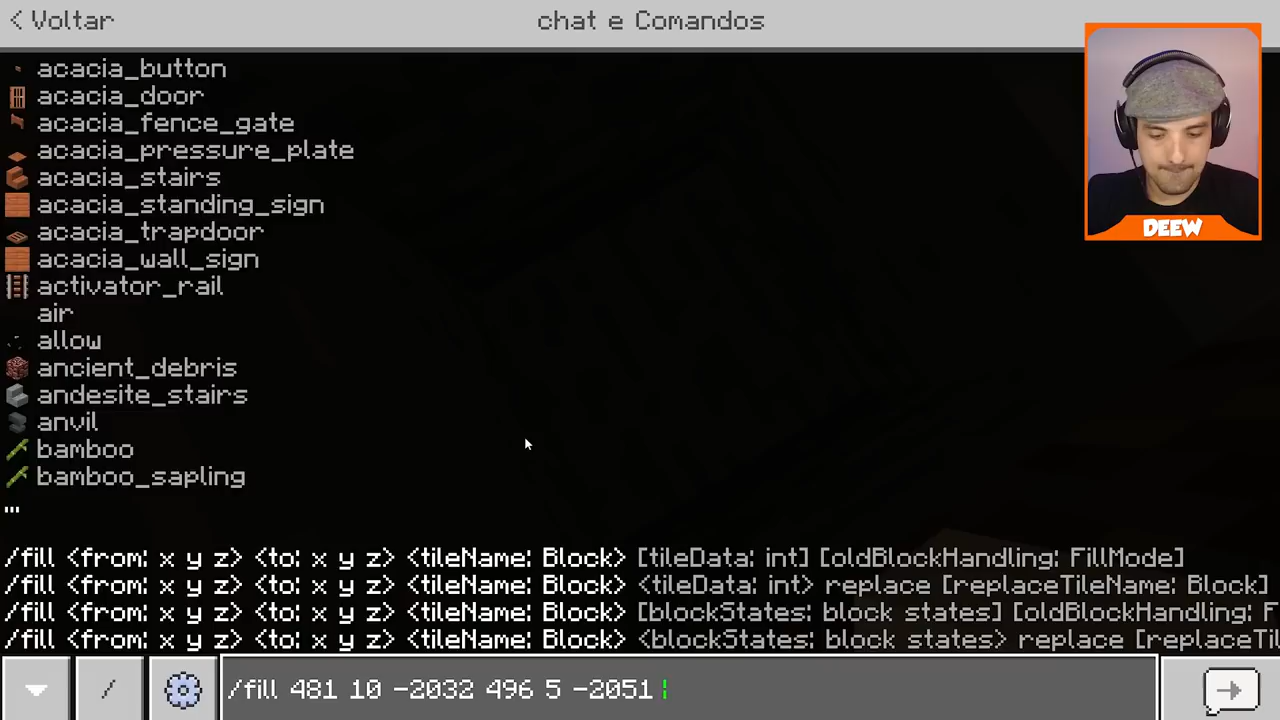 < Voltar
chat e Comandos
acacia_button
acacia_door
acacia_fence_gate
acacia_pressure_plate
acacia_stairs
acacia_standing_sign
acacia_trapdoor
acacia_wall_sign
activator_rail
air
allow
ancient_debris
andesite_stairs
anvil
bamboo
bamboo_sapling
...
DEEW
/fill <from: x y z> <to: x y z> <tileName: Block> [tileData: int] [oldBlockHandling: FillMode]
/fill <from: x y z> <to: x y z> <tileName: Block> <tileData: int> replace [replaceTileName: Block]
/fill <from: x y z> <to: x y z> <tileName: Block> [blockStates: block states] [oldBlockHandling: F
/fill <from: x y z> <to: x y z> <tileName: Block> <blockStates: block states> replace [replaceTil
/
/fill 481 10 -2032 496 5 -2051